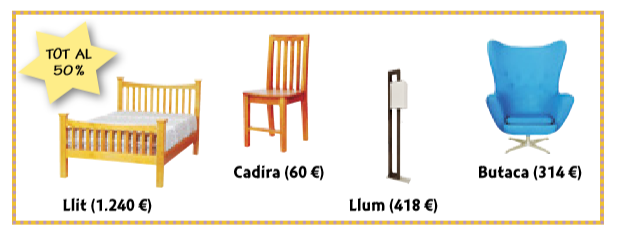 TOT AL
50%
Cadira (60 €)
Butaca (314 €)
Llit (1.240 €)
Llum (418 €)